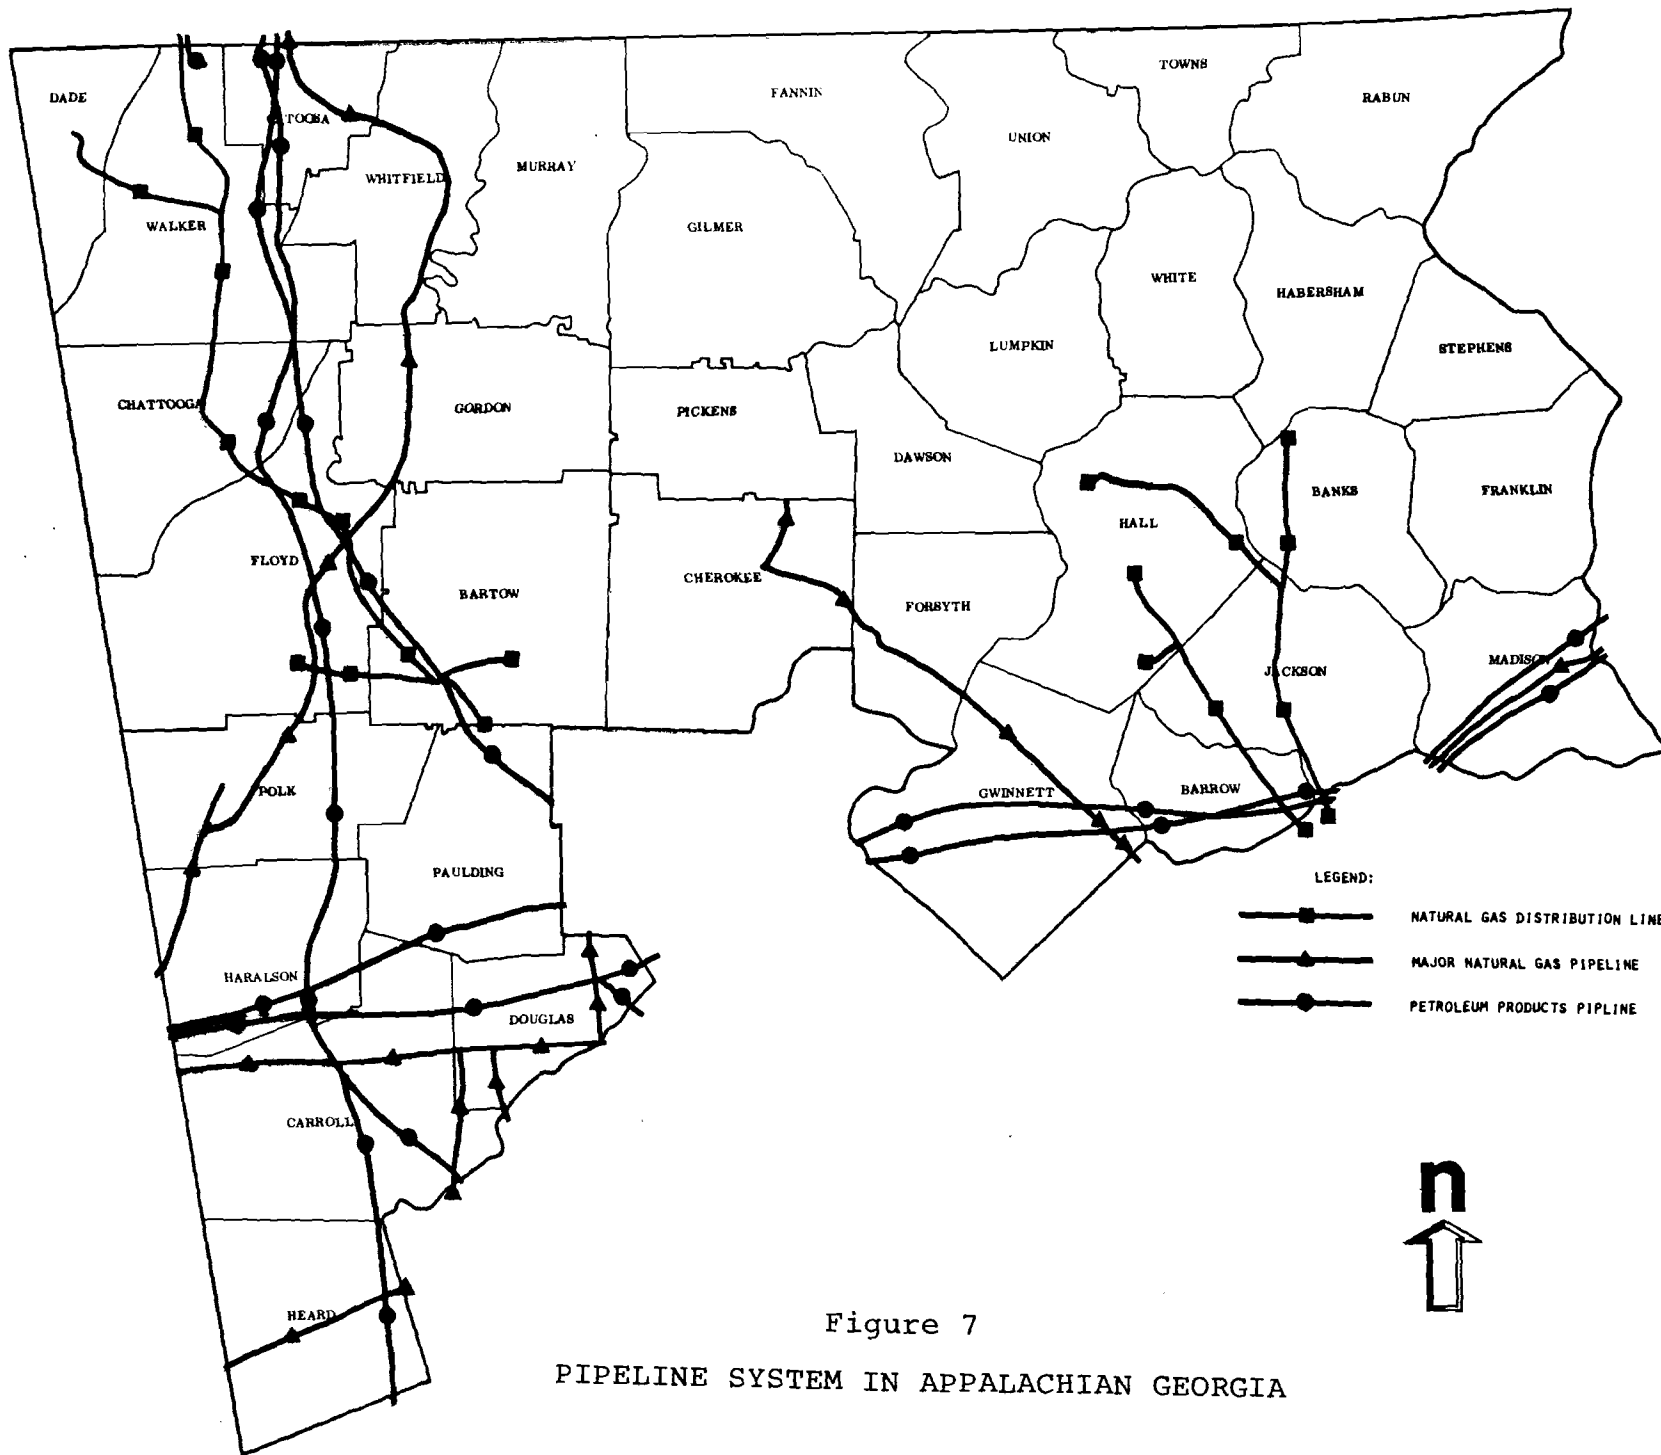 TOWNS
FANNIN
RABUN
DADE
TOOSA
UNION
MURRAY
WHITFIELD
WALKER
GILMER
WHITE
HABERSHAM
LUMPKIN
STEPHENS
CHATTOOGA
GORDON
PICKENS
DAWSON
BANKS
FRANKLIN
HALL
FLOYD
CHEROKEE
BARTOW
FORSYTH
MADISON
JACKSON
POLK
GWINNETT
BARROW
PAULDING
HARALSON
DOUGLAS
CARROLL
HEARD
LEGEND:
NATURAL GAS DISTRIBUTION LINE
MAJOR NATURAL GAS PIPELINE
PETROLEUM PRODUCTS PIPLINE
n
Figure 7
PIPELINE SYSTEM IN APPALACHIAN GEORGIA